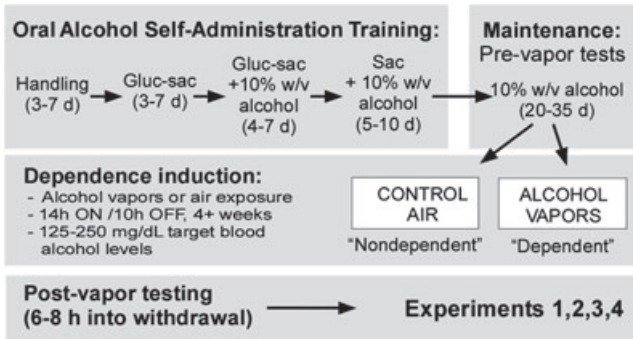 Oral Alcohol Self-Administration Training:
Handling
(3-7 d)
Gluc-sac
(3-7 d)
Gluc-sac
+10% w/v
alcohol
(4-7 d)
Sac
+ 10% w/v
alcohol
(5-10 d)
Maintenance:
Pre-vapor tests
10% w/v alcohol
(20-35 d)
Dependence induction:
- Alcohol vapors or air exposure
- 14h ON /10h OFF, 4+ weeks
- 125-250 mg/dL target blood
alcohol levels
CONTROL
AIR
"Nondependent"
ALCOHOL
VAPORS
"Dependent"
Post-vapor testing
(6-8 h into withdrawal)
Experiments 1,2,3,4